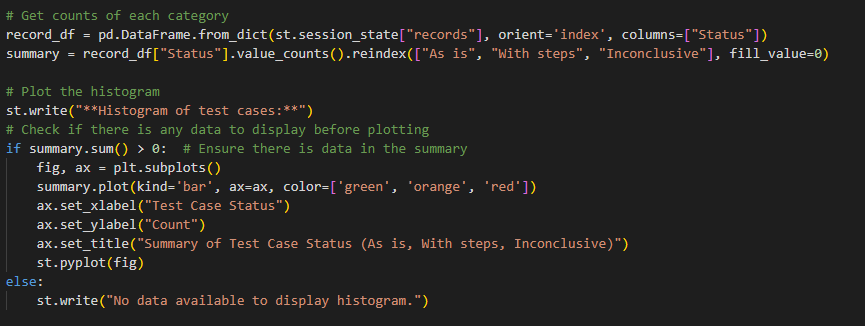 # Get counts of each category
record_df = pd.DataFrame.from_dict(st.session_state["records"], orient='index', columns=["Status"])
summary = record_df["Status"].value_counts().reindex(["As is", "With steps", "Inconclusive"], fill_value=0)
# Plot the histogram
st.write("**Histogram of test cases:**")
# Check if there is any data to display before plotting
if summary.sum() > 0:  # Ensure there is data in the summary
    fig, ax = plt.subplots()
    summary.plot(kind='bar', ax=ax, color=['green', 'orange', 'red'])
    ax.set_xlabel("Test Case Status")
    ax.set_ylabel("Count")
    ax.set_title("Summary of Test Case Status (As is, With steps, Inconclusive)")
    st.pyplot(fig)
else:
    st.write("No data available to display histogram.")